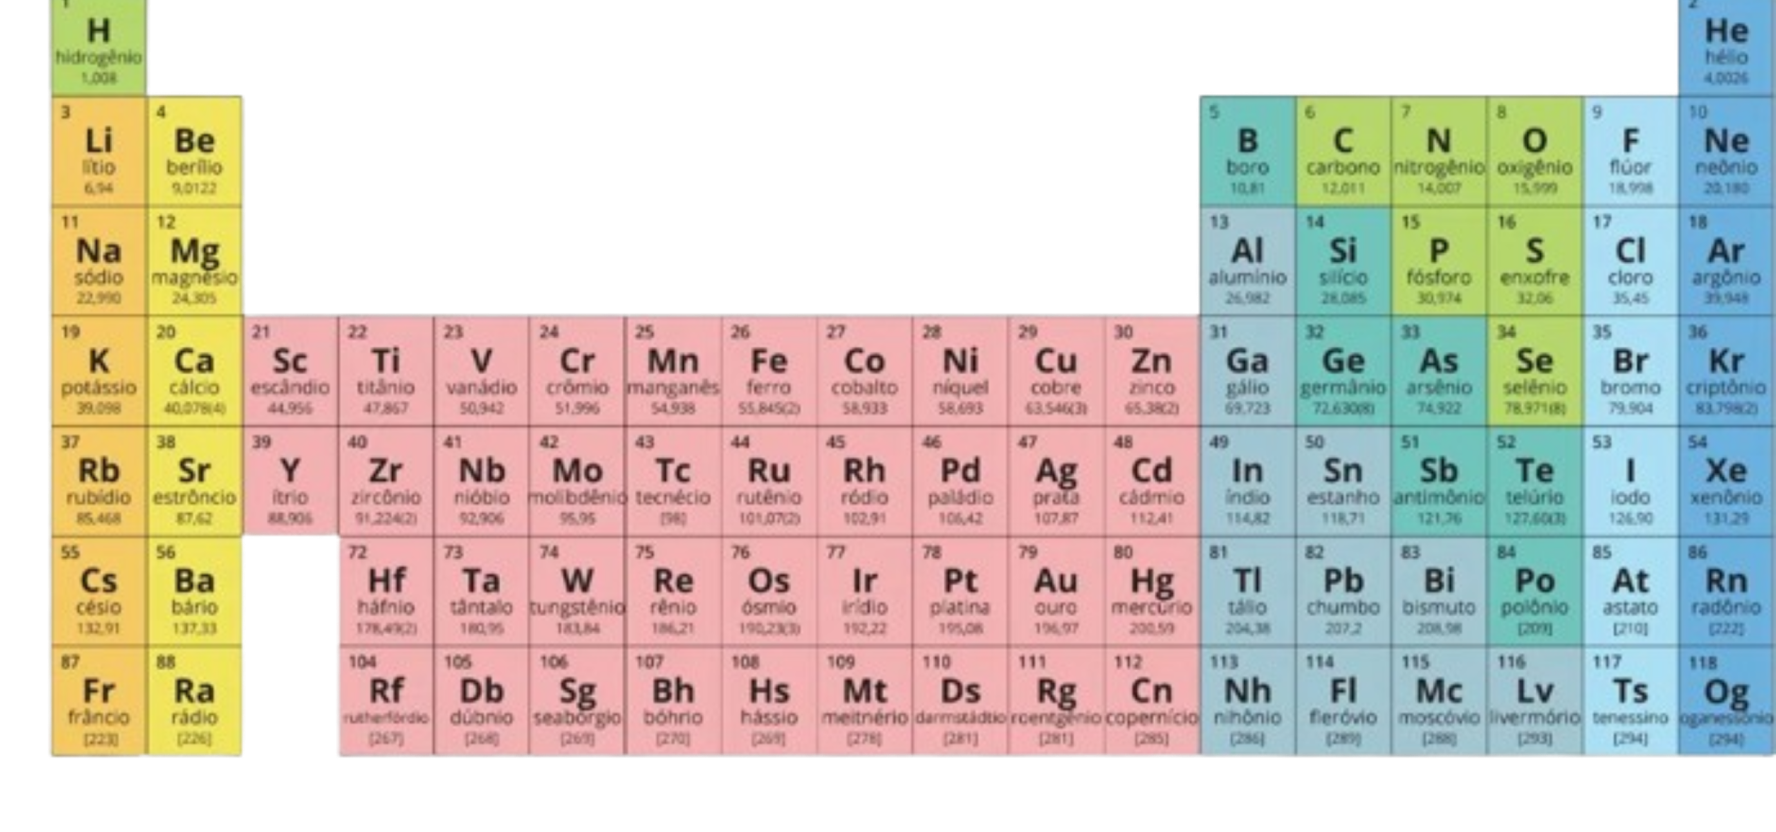 1 2
H He
hidrogênio hélio
1,008 4,0026
3 4 5 6 7 8 9 10
Li Be B C N O F Ne
lítio berílio boro carbono nitrogênio oxigênio flúor neônio
6,94 9,0122 10,81 12,011 14,007 15,999 18,998 20,180
11 12 13 14 15 16 17 18
Na Mg Al Si P S Cl Ar
sódio magnésio alumínio silício fósforo enxofre cloro argônio
22,990 24,305 26,982 28,085 30,974 32,06 35,45 39,948
19 20 21 22 23 24 25 26 27 28 29 30 31 32 33 34 35 36
K Ca Sc Ti V Cr Mn Fe Co Ni Cu Zn Ga Ge As Se Br Kr
potássio cálcio escândio titânio vanádio crômio manganês ferro cobalto níquel cobre zinco gálio germânio arsênio selênio bromo criptônio
39,098 40,078(4) 44,956 47,867 50,942 51,996 54,938 55,845(2) 58,933 58,693 63,546(3) 65,38(2) 69,723 72,630(8) 74,922 78,971(8) 79,904 83,798(2)
37 38 39 40 41 42 43 44 45 46 47 48 49 50 51 52 53 54
Rb Sr Y Zr Nb Mo Tc Ru Rh Pd Ag Cd In Sn Sb Te I Xe
rubídio estrôncio ítrio zircônio nióbio molibdênio tecnécio rutênio ródio paládio prata cádmio índio estanho antimônio telúrio iodo xenônio
85,468 87,62 88,906 91,224(2) 92,906 95,95 [98] 101,07(2) 102,91 106,42 107,87 112,41 114,82 118,71 121,76 127,60(3) 126,90 131,29
55 56 72 73 74 75 76 77 78 79 80 81 82 83 84 85 86
Cs Ba Hf Ta W Re Os Ir Pt Au Hg Tl Pb Bi Po At Rn
césio bário háfnio tântalo tungstênio rênio ósmio irídio platina ouro mercúrio tálio chumbo bismuto polônio astato radônio
132,91 137,33 178,49(2) 180,95 183,84 186,21 190,23(3) 192,22 195,08 196,97 200,59 204,38 207,2 208,98 [209] [210] [222]
87 88 104 105 106 107 108 109 110 111 112 113 114 115 116 117 118
Fr Ra Rf Db Sg Bh Hs Mt Ds Rg Cn Nh Fl Mc Lv Ts Og
frâncio rádio rutherfórdio dúbnio seabórgio bóhrio hássio meitnério darmstádtio roentgênio copernício nihônio fleróvio moscóvio livermório tenessino oganessônio
[223] [226] [267] [268] [269] [270] [269] [278] [281] [281] [285] [286] [289] [288] [293] [294] [294]